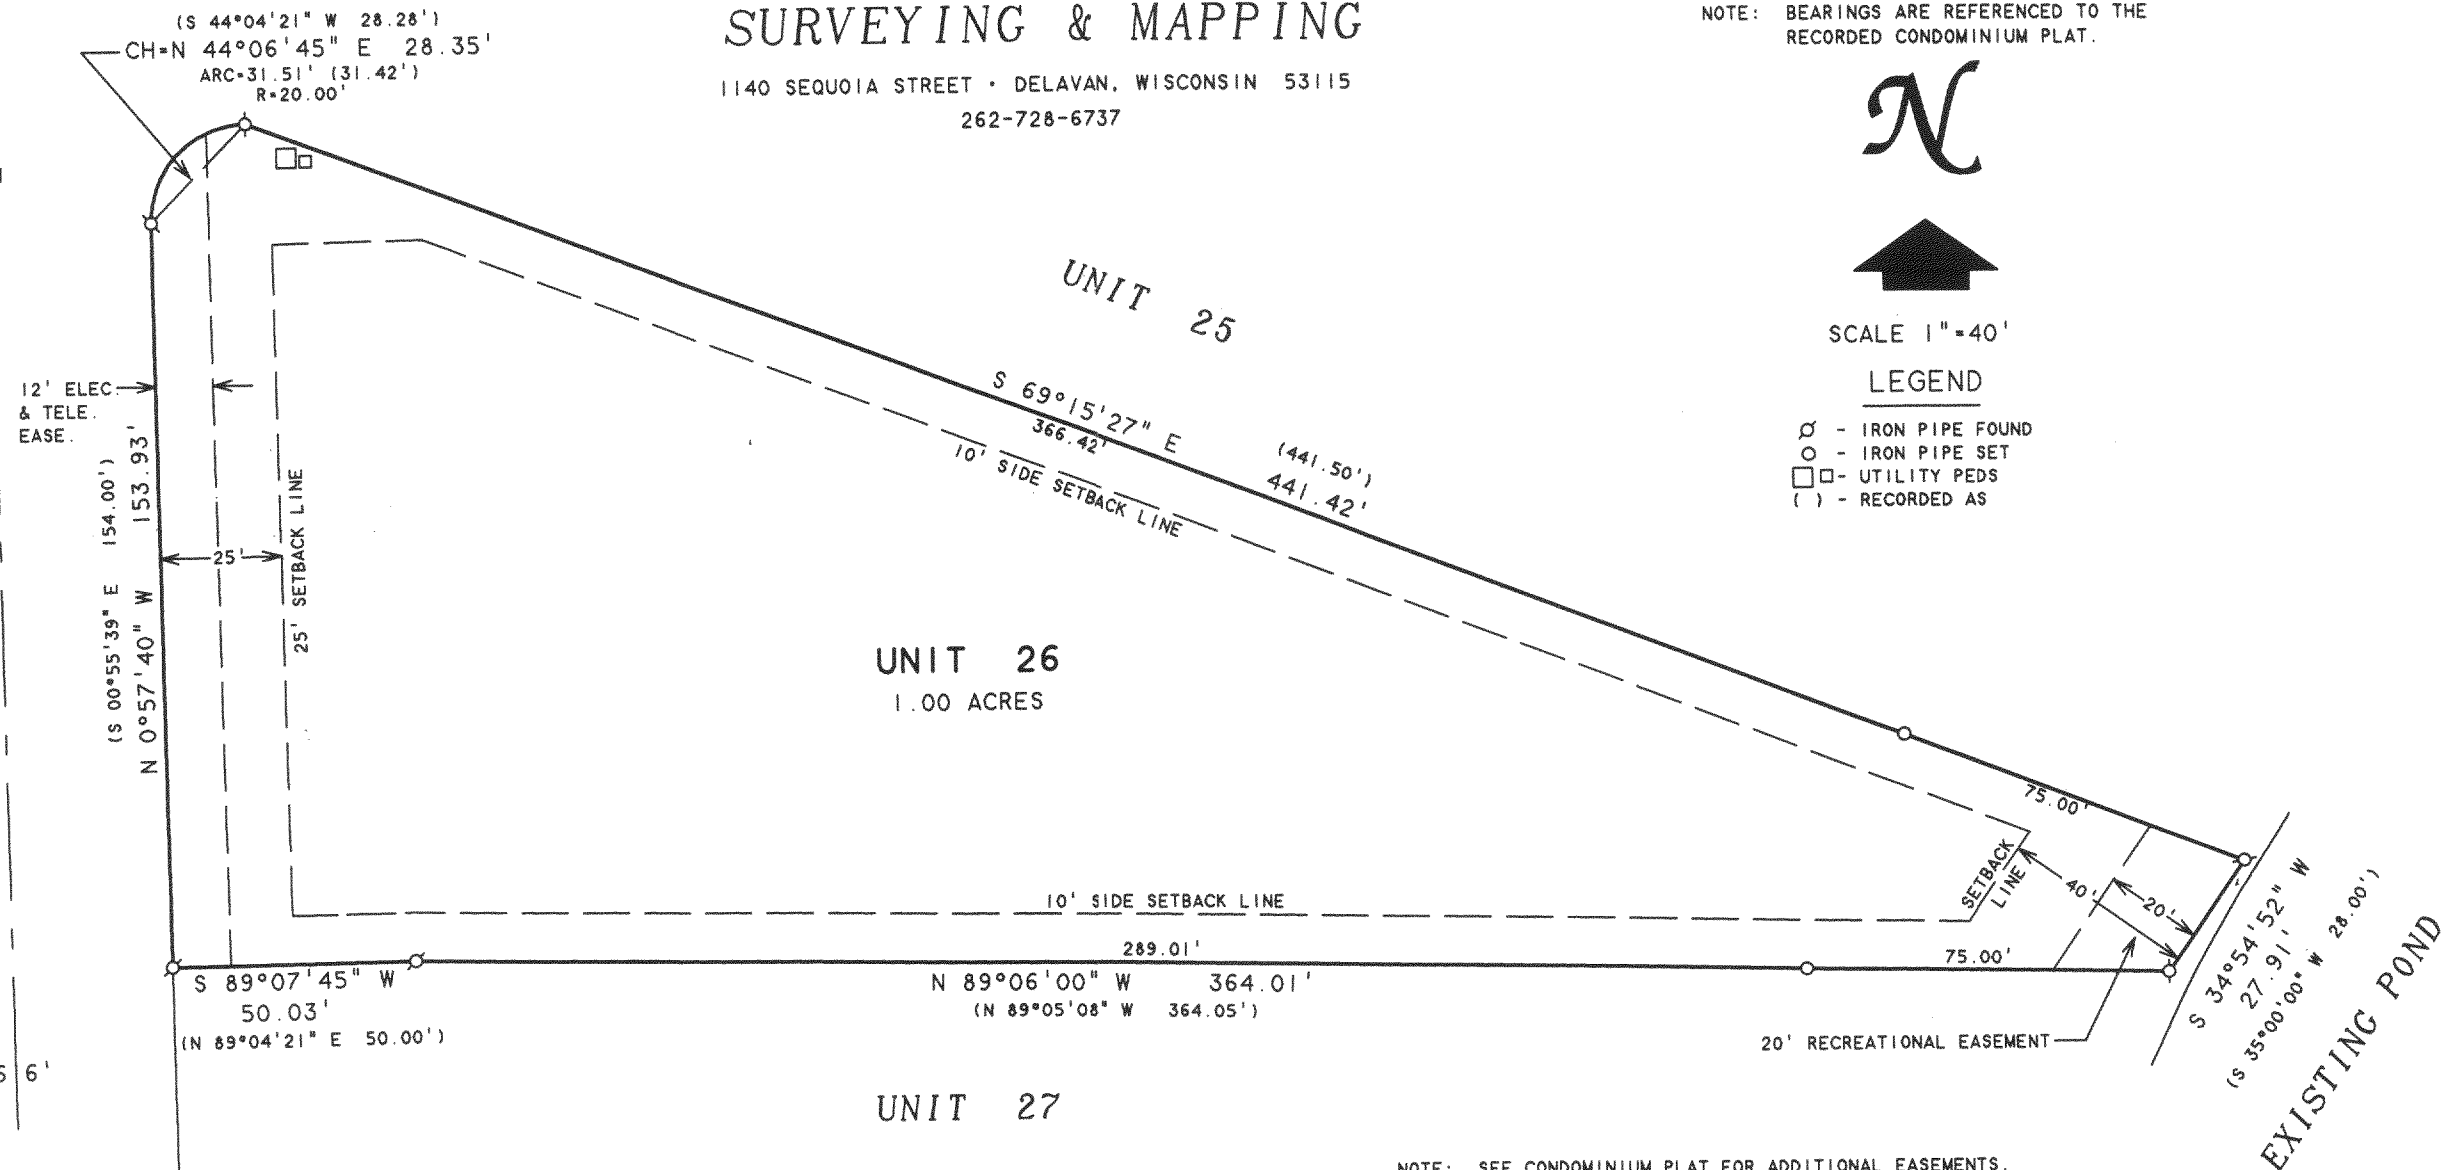 (S 44°04'21" W 28.28')
CH=N 44°06'45" E 28.35'
ARC=31.51' (31.42')
R=20.00'
SURVEYING & MAPPING
1140 SEQUOIA STREET • DELAVAN, WISCONSIN 53115
262-728-6737
NOTE: BEARINGS ARE REFERENCED TO THE
RECORDED CONDOMINIUM PLAT.
N
SCALE 1"=40'
LEGEND
- IRON PIPE FOUND
- IRON PIPE SET
- UTILITY PEDS
( ) - RECORDED AS
UNIT 25
S 69°15'27" E
366.42'
(441.50')
441.42'
10' SIDE SETBACK LINE
12' ELEC.
& TELE.
EASE.
(S 00°55'39" E 154.00')
N 0°57'40" W 153.93'
25'
25' SETBACK LINE
UNIT 26
1.00 ACRES
75.00'
SETBACK
LINE
40'
20'
10' SIDE SETBACK LINE
289.01'
75.00'
S 89°07'45" W
50.03'
(N 89°04'21" E 50.00')
N 89°06'00" W 364.01'
(N 89°05'08" W 364.05')
20' RECREATIONAL EASEMENT
S 34°54'52" W
27.91'
(S 35°00'00" W 28.00')
EXISTING POND
6'
UNIT 27
NOTE: SEE CONDOMINIUM PLAT FOR ADDITIONAL EASEMENTS.